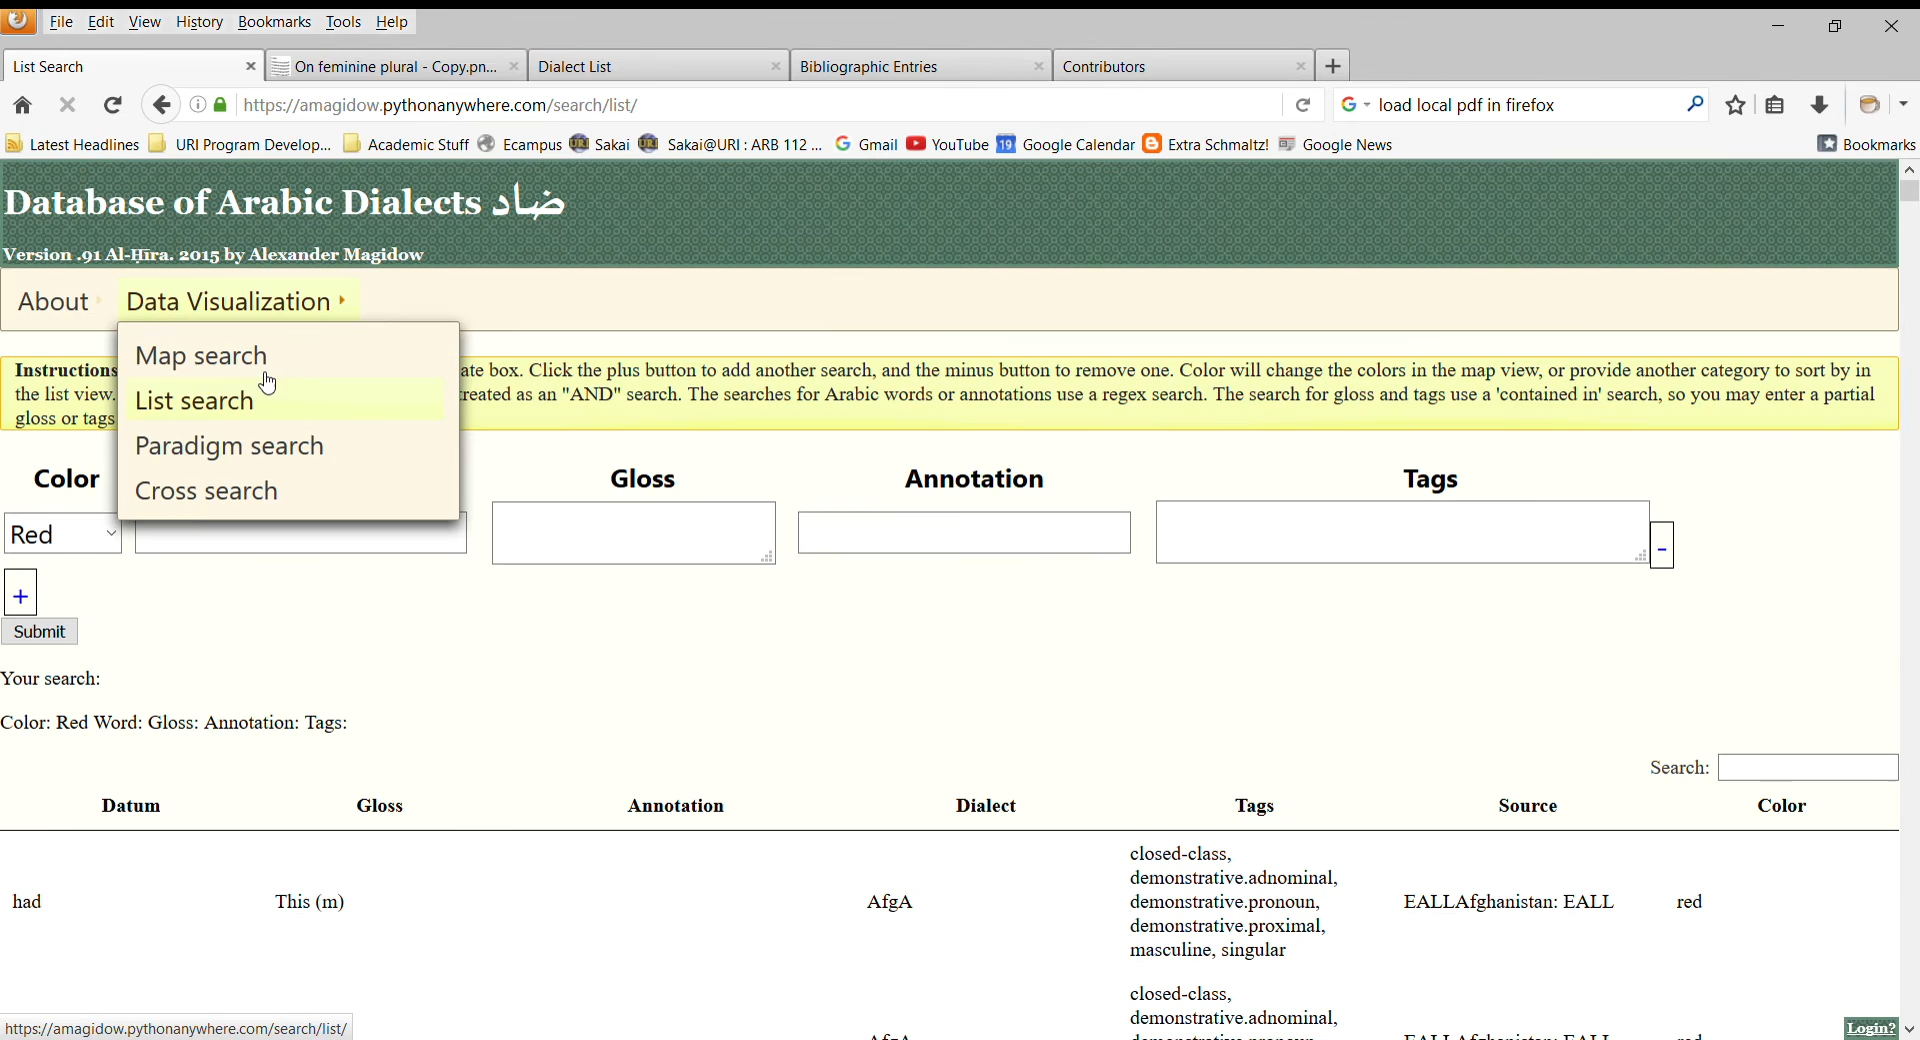 File Edit View History Bookmarks Tools Help
List Search
On feminine plural - Copy.pn...
Dialect List
Bibliographic Entries
Contributors
https://amagidow.pythonanywhere.com/search/list/
load local pdf in firefox
Latest Headlines URI Program Develop... Academic Stuff Ecampus Sakai Sakai@URI : ARB 112 ... Gmail YouTube 19 Google Calendar Extra Schmaltz! Google News Bookmarks
Database of Arabic Dialects ضاد
Version .91 Al-Ḥīra. 2015 by Alexander Magidow
About Data Visualization
Map search
List search
Paradigm search
Cross search
Instructions ate box. Click the plus button to add another search, and the minus button to remove one. Color will change the colors in the map view, or provide another category to sort by in
the list view. reated as an "AND" search. The searches for Arabic words or annotations use a regex search. The search for gloss and tags use a 'contained in' search, so you may enter a partial
gloss or tags
Color Gloss Annotation Tags
Red -
+
Submit
Your search:
Color: Red Word: Gloss: Annotation: Tags:
Search:
Datum Gloss Annotation Dialect Tags Source Color
closed-class,
demonstrative.adnominal,
had This (m) AfgA demonstrative.pronoun, EALLAfghanistan: EALL red
demonstrative.proximal,
masculine, singular
closed-class,
demonstrative.adnominal,
https://amagidow.pythonanywhere.com/search/list/
Login?